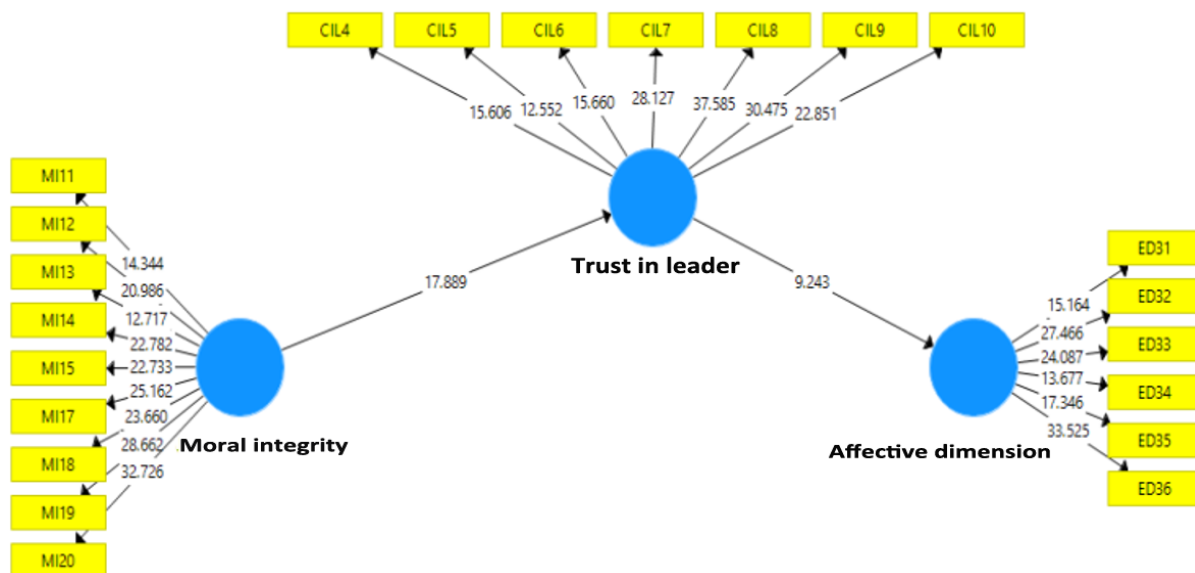 CIL4 CIL5 CIL6 CIL7 CIL8 CIL9 CIL10
15.606 12.552 15.660 28.127 37.585 30.475 22.851
MI11
MI12
MI13
MI14
MI15
MI17
MI18
MI19
MI20
14.344
20.986
12.717
22.782
22.733
25.162
23.660
28.662
32.726
Moral integrity
17.889
Trust in leader
9.243
Affective dimension
15.164
27.466
24.087
13.677
17.346
33.525
ED31
ED32
ED33
ED34
ED35
ED36